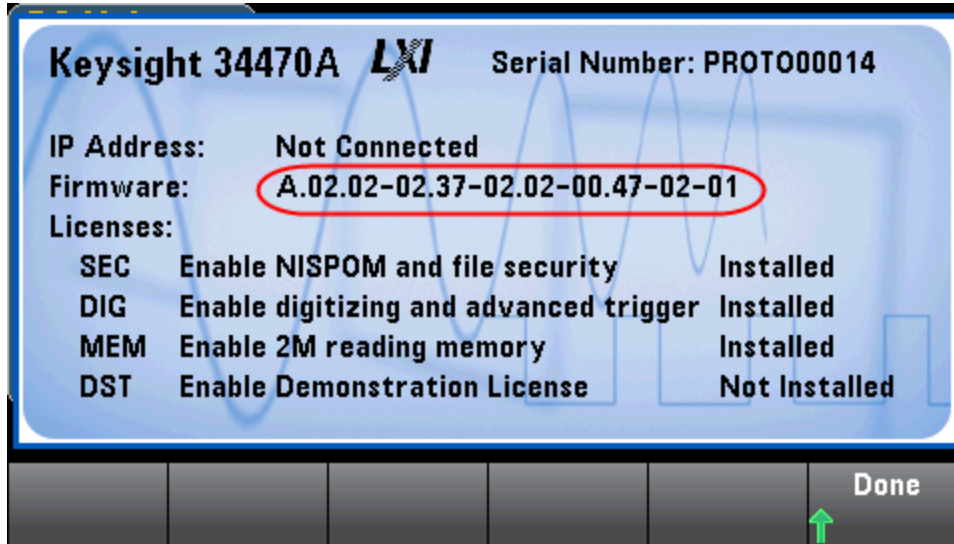 Keysight 34470A LXI Serial Number: PROTO00014
IP Address: Not Connected
Firmware: A.02.02-02.37-02.02-00.47-02-01
Licenses:
SEC Enable NISPOM and file security Installed
DIG Enable digitizing and advanced trigger Installed
MEM Enable 2M reading memory Installed
DST Enable Demonstration License Not Installed
Done